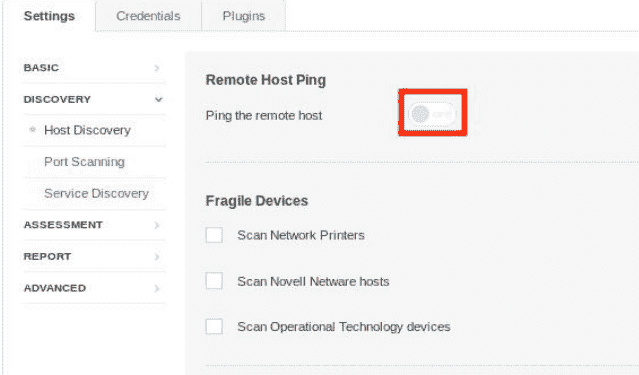 Settings
Credentials
Plugins
BASIC
DISCOVERY
Host Discovery
Port Scanning
Service Discovery
ASSESSMENT
REPORT
ADVANCED
Remote Host Ping
Ping the remote host
OFF
Fragile Devices
Scan Network Printers
Scan Novell Netware hosts
Scan Operational Technology devices